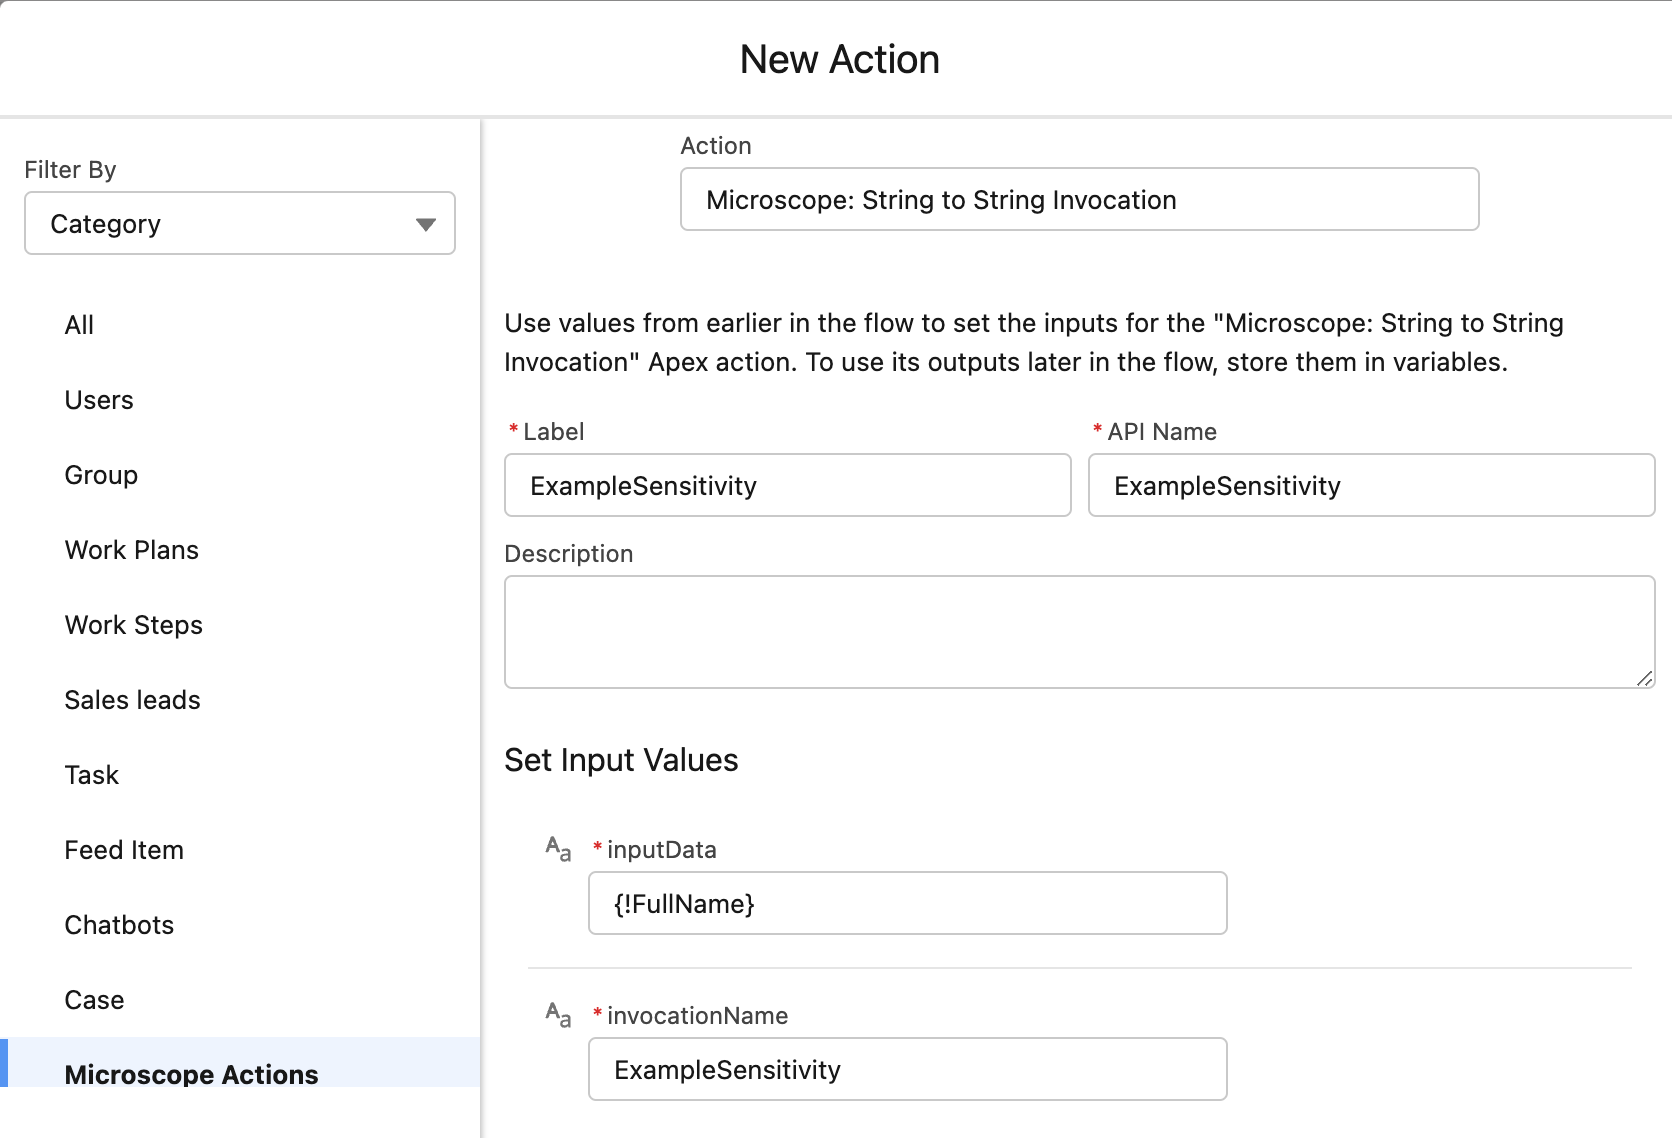 New Action
Filter By
Category
All
Users
Group
Work Plans
Work Steps
Sales leads
Task
Feed Item
Chatbots
Case
Microscope Actions
Action
Microscope: String to String Invocation
Use values from earlier in the flow to set the inputs for the "Microscope: String to String
Invocation" Apex action. To use its outputs later in the flow, store them in variables.
* Label
ExampleSensitivity
* API Name
ExampleSensitivity
Description
Set Input Values
Aa * inputData
{!FullName}
Aa * invocationName
ExampleSensitivity